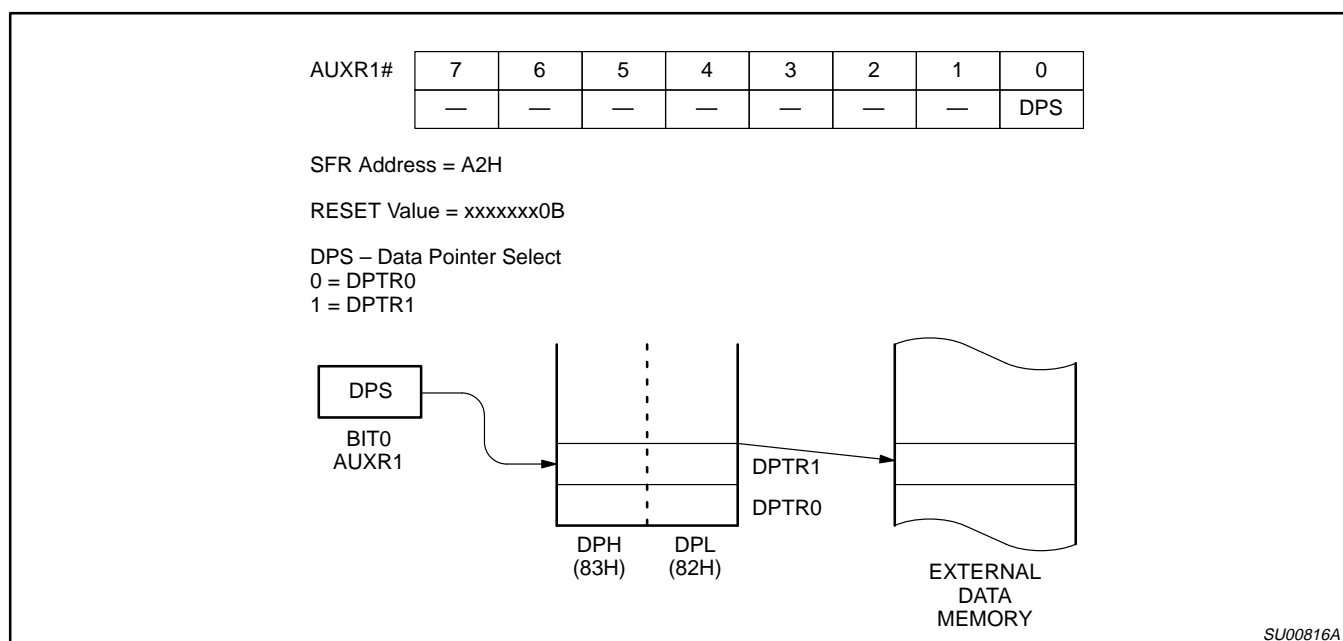 AUXR1# 7 6 5 4 3 2 1 0
— — — — — — — DPS
SFR Address = A2H
RESET Value = xxxxxxx0B
DPS – Data Pointer Select
0 = DPTR0
1 = DPTR1
DPS
BIT0
AUXR1
DPTR1
DPTR0
DPH
(83H)
DPL
(82H)
EXTERNAL
DATA
MEMORY
SU00816A